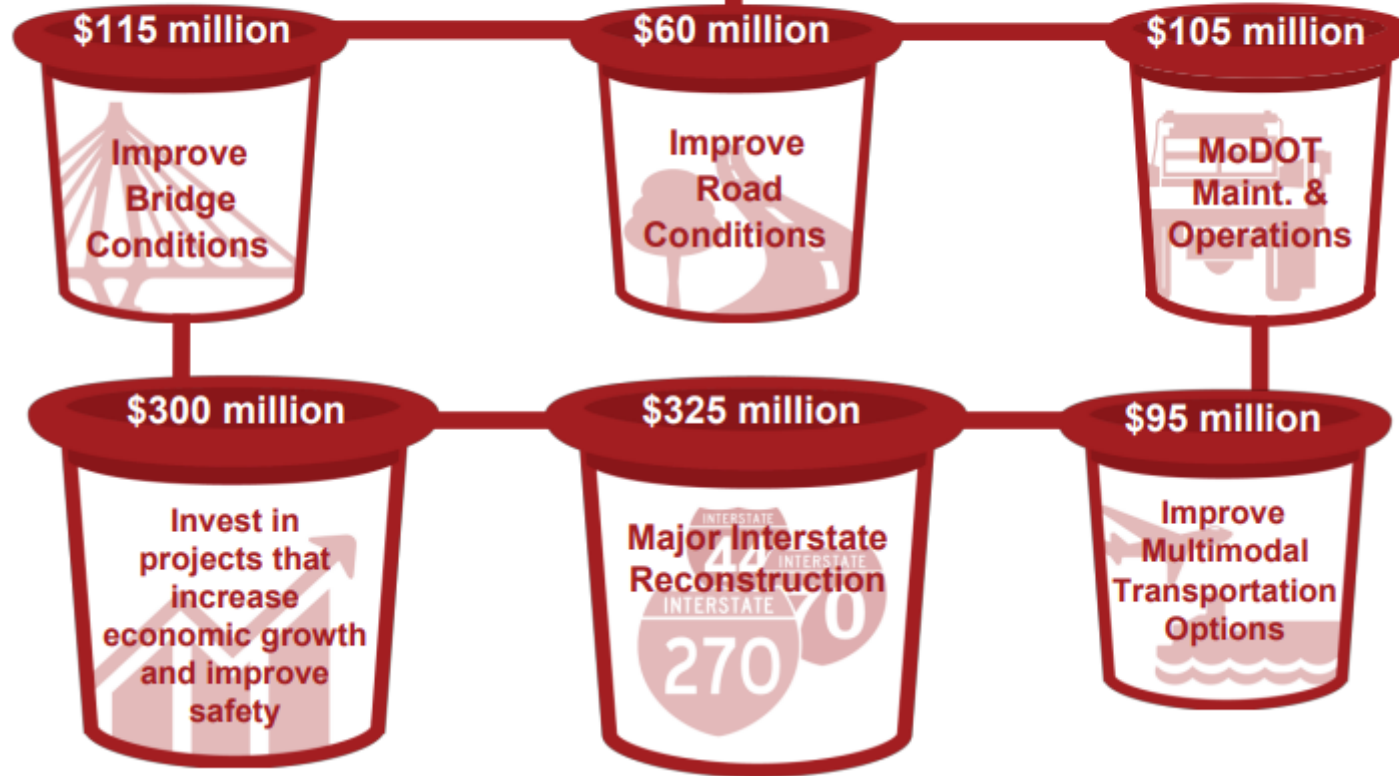 $115 million
Improve
Bridge
Conditions
$60 million
Improve
Road
Conditions
$105 million
MoDOT
Maint. &
Operations
$300 million
Invest in
projects that
increase
economic growth
and improve
safety
$325 million
Major Interstate
Reconstruction
INTERSTATE
44
INTERSTATE
70
INTERSTATE
270
$95 million
Improve
Multimodal
Transportation
Options